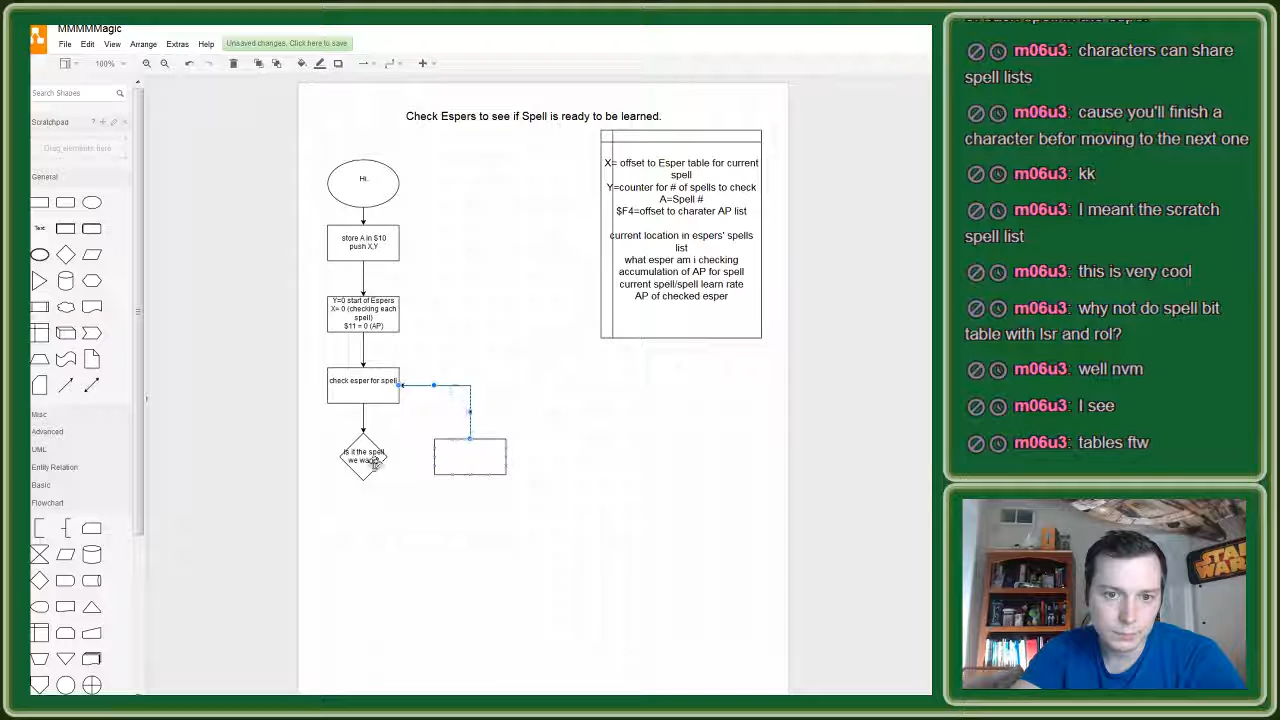 MMMMMagic
File Edit View Arrange Extras Help Unsaved changes. Click here to save
100%
Search Shapes
Scratchpad
Drag elements here
General
Text
Misc
Advanced
UML
Entity Relation
Basic
Flowchart
Check Espers to see if Spell is ready to be learned.
Hi.
store A in $10
push X,Y
Y=0 start of Espers
X= 0 (checking each
spell)
$11 = 0 (AP)
check esper for spell
Is it the spell
we
X= offset to Esper table for current
spell
Y=counter for # of spells to check
A=Spell #
$F4=offset to charater AP list
current location in espers' spells
list
what esper am i checking
accumulation of AP for spell
current spell/spell learn rate
AP of checked esper
m06u3: characters can share
spell lists
m06u3: cause you'll finish a
character befor moving to the next one
m06u3: kk
m06u3: I meant the scratch
spell list
m06u3: this is very cool
m06u3: why not do spell bit
table with lsr and rol?
m06u3: well nvm
m06u3: I see
m06u3: tables ftw
STAR
WARS